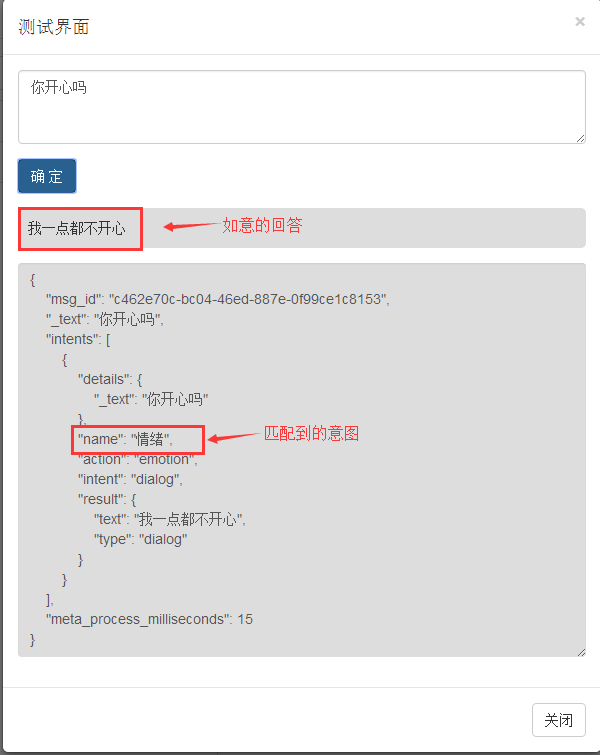 测试界面
×
你开心吗
确 定
我一点都不开心
如意的回答
{
"msg_id": "c462e70c-bc04-46ed-887e-0f99ce1c8153",
"_text": "你开心吗",
"intents": [
{
"details": {
"_text": "你开心吗"
},
"name": "情绪",
匹配到的意图
"action": "emotion",
"intent": "dialog",
"result": {
"text": "我一点都不开心",
"type": "dialog"
}
}
],
"meta_process_milliseconds": 15
}
关闭